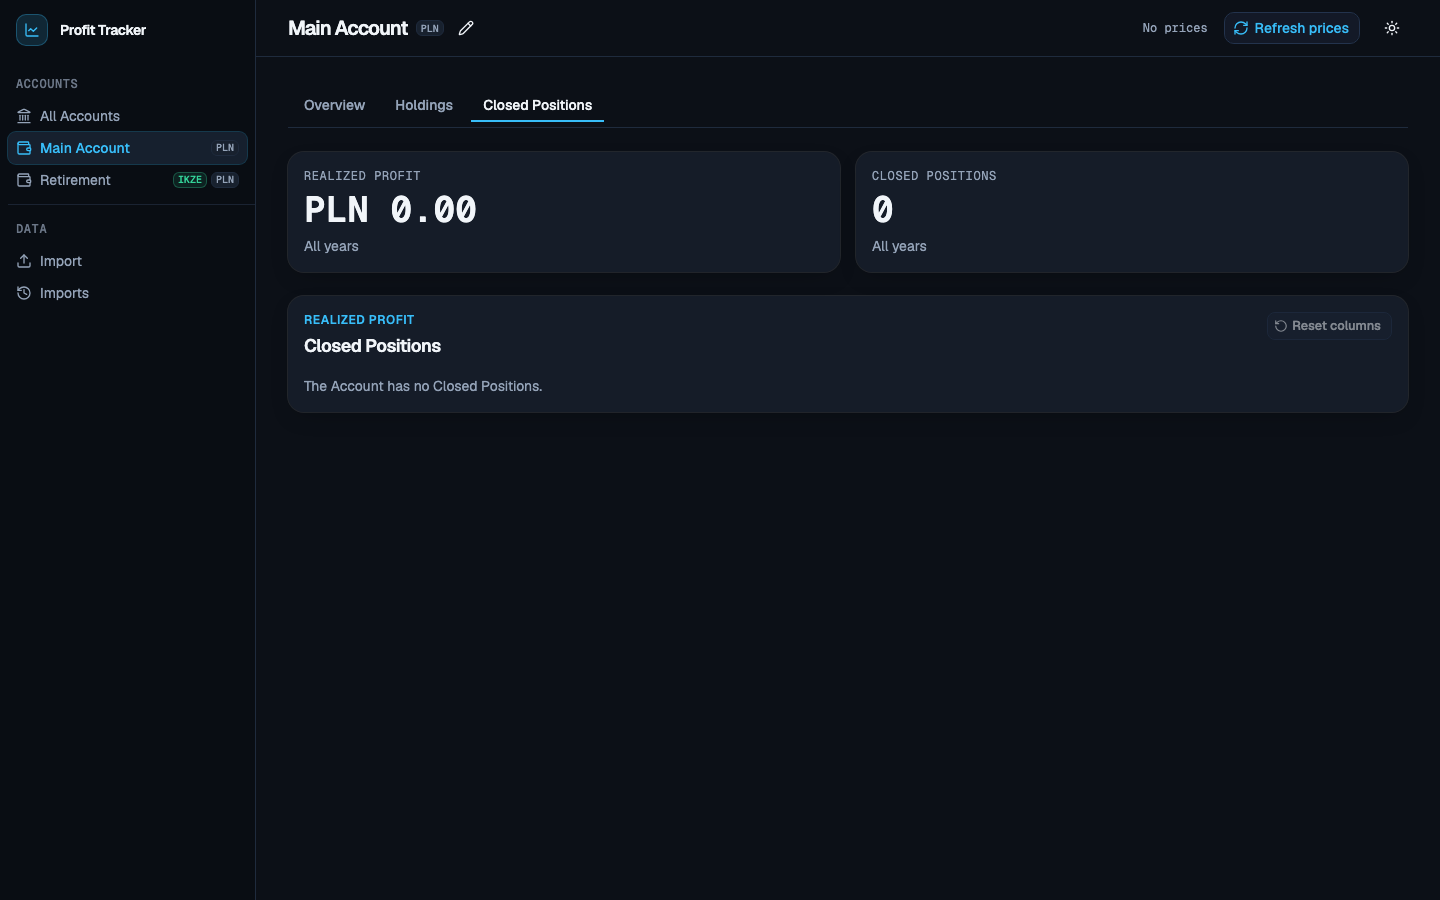 Profit Tracker
ACCOUNTS
All Accounts
Main Account PLN
Retirement IKZE PLN
DATA
Import
Imports
Main Account PLN
No prices
Refresh prices
Overview Holdings Closed Positions
REALIZED PROFIT
PLN 0.00
All years
CLOSED POSITIONS
0
All years
REALIZED PROFIT
Closed Positions
Reset columns
The Account has no Closed Positions.